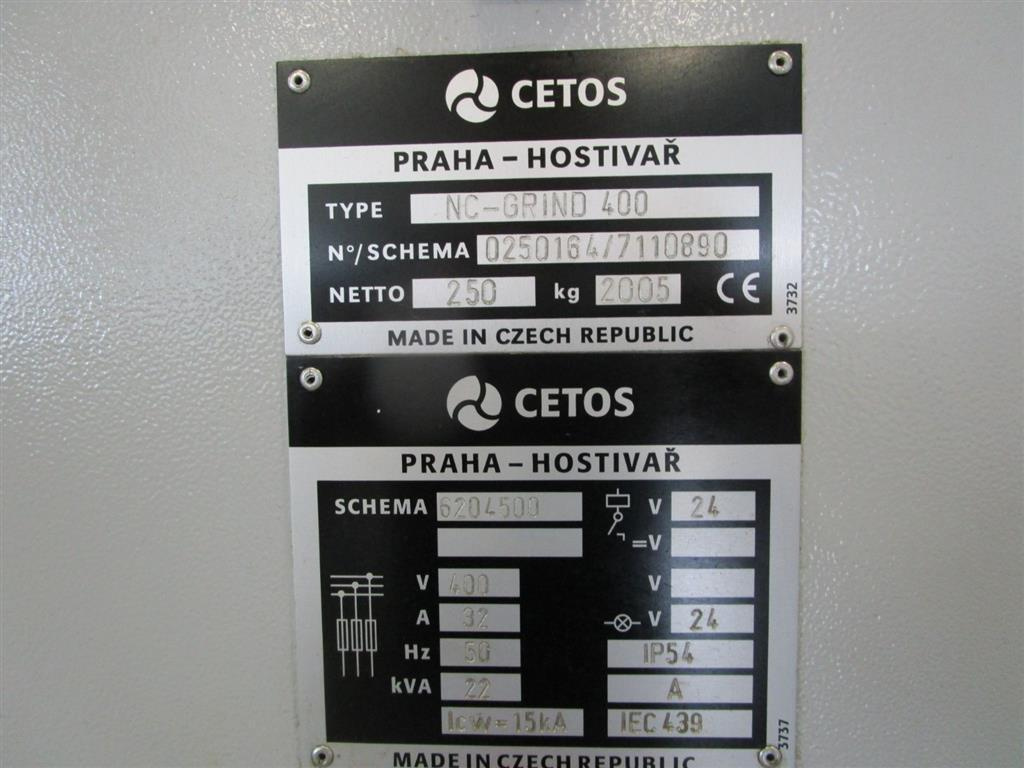 CETOS
PRAHA – HOSTIVAŘ
TYPE NC-GRIND 400
N°/SCHEMA 0250164/7110890
NETTO 250 kg 2005 CE
3732
MADE IN CZECH REPUBLIC
CETOS
PRAHA – HOSTIVAŘ
SCHEMA 6204500 V 24
=V
V 400 V
A 32 V 24
Hz 50 IP54
kVA 22 A
Icw=15kA IEC 439
3737
MADE IN CZECH REPUBLIC